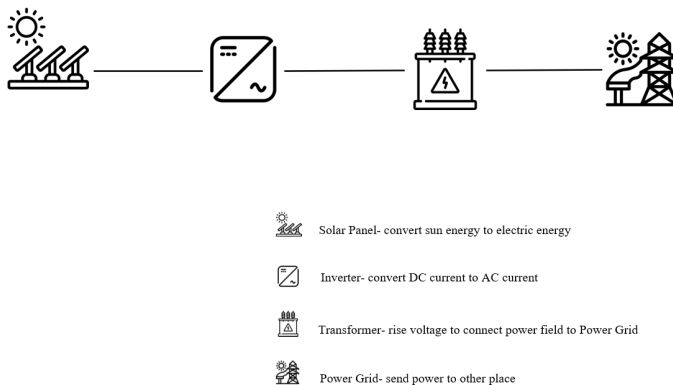 Solar Panel- convert sun energy to electric energy
Inverter- convert DC current to AC current
Transformer- rise voltage to connect power field to Power Grid
Power Grid- send power to other place